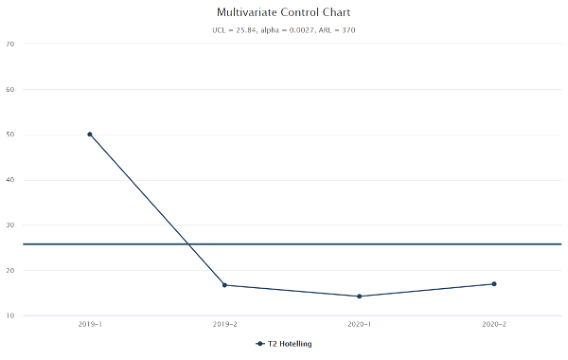 Multivariate Control Chart
UCL = 25.84, alpha = 0.0027, ARL = 370
70
60
50
40
30
20
10
2019-1 2019-2 2020-1 2020-2
T2 Hotelling